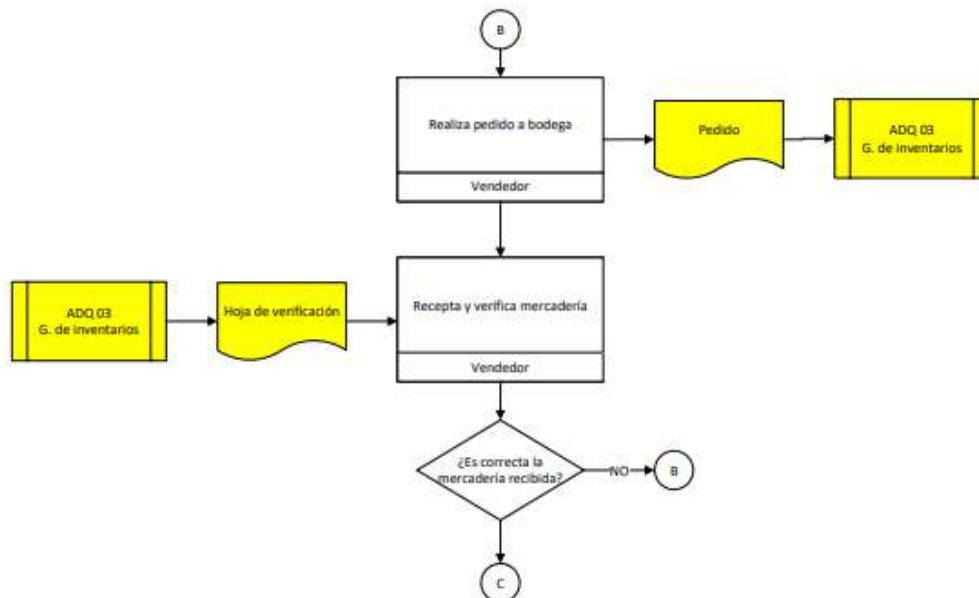 B
Realiza pedido a bodega
Vendedor
Pedido
ADQ 03
G. de inventarios
ADQ 03
G. de inventarios
Hoja de verificación
Recepta y verifica mercadería
Vendedor
¿Es correcta la
mercadería recibida?
NO
B
C